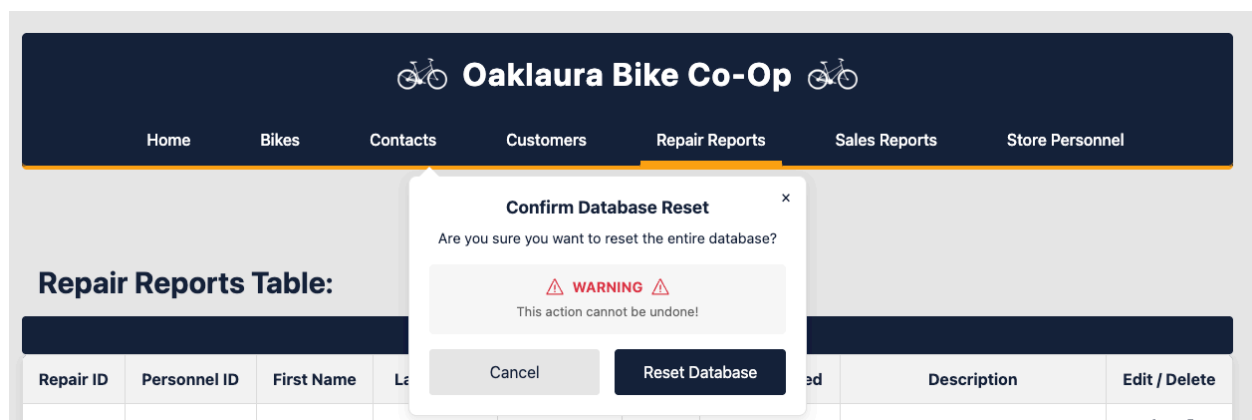 Oaklaura Bike Co-Op
Home Bikes Contacts Customers Repair Reports Sales Reports Store Personnel
×
Confirm Database Reset
Are you sure you want to reset the entire database?
WARNING
This action cannot be undone!
Cancel Reset Database
Repair Reports Table:
Repair ID Personnel ID First Name Description Edit / Delete